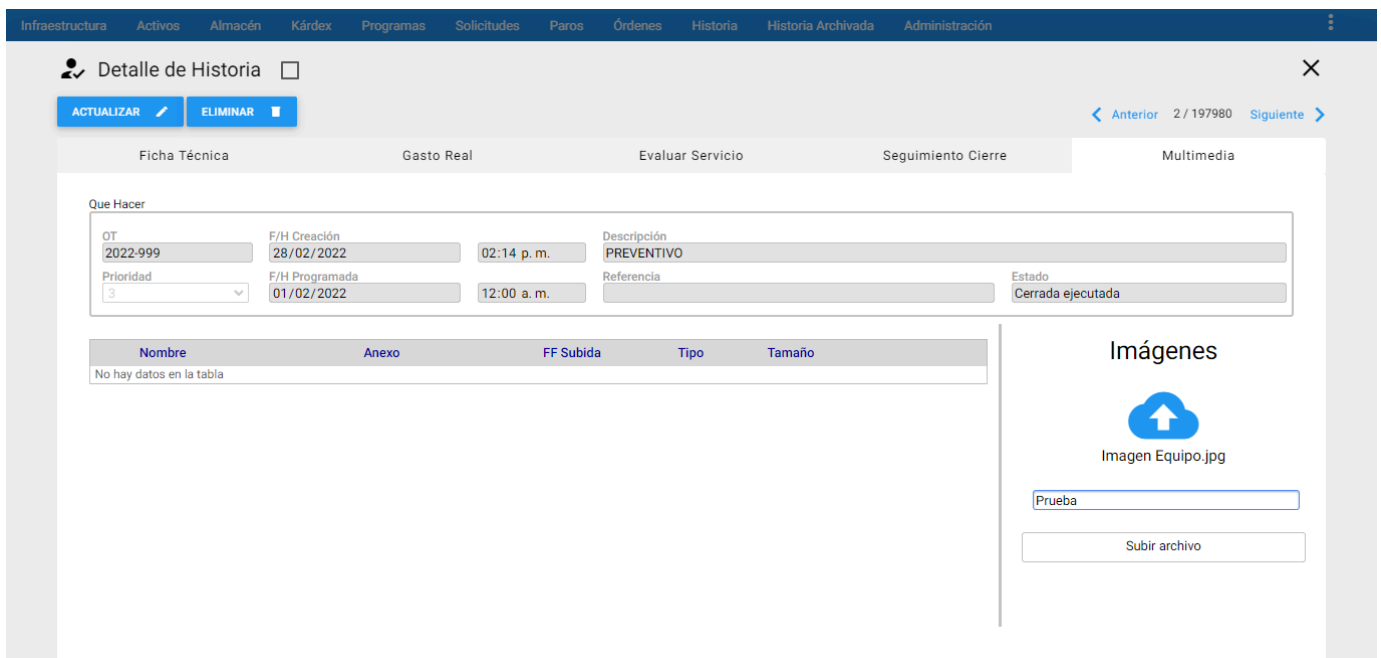 Infraestructura Activos Almacén Kárdex Programas Solicitudes Paros Órdenes Historia Historia Archivada Administración
Detalle de Historia
ACTUALIZAR ELIMINAR
Anterior 2 / 197980 Siguiente
Ficha Técnica Gasto Real Evaluar Servicio Seguimiento Cierre Multimedia
Que Hacer
OT F/H Creación Descripción
2022-999 28/02/2022 02:14 p. m. PREVENTIVO
Prioridad F/H Programada Referencia Estado
3 01/02/2022 12:00 a. m. Cerrada ejecutada
Nombre Anexo FF Subida Tipo Tamaño
No hay datos en la tabla
Imágenes
Imagen Equipo.jpg
Prueba
Subir archivo